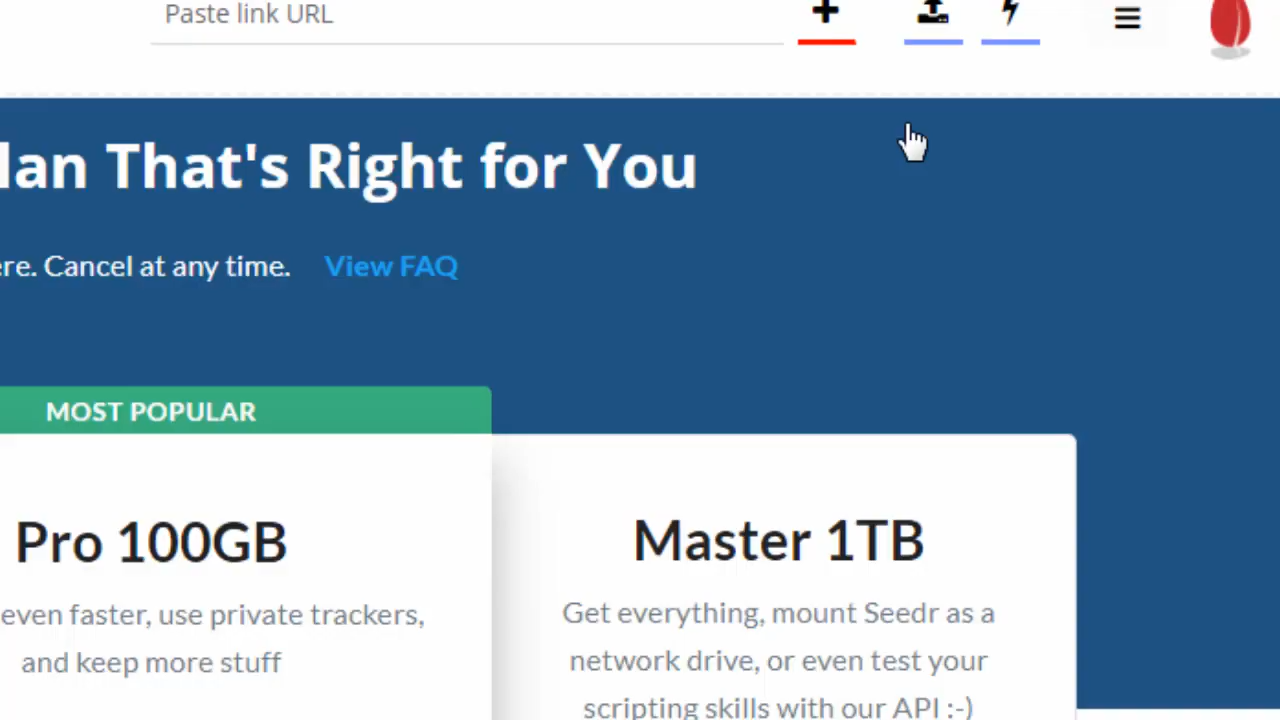 Paste link URL
lan That's Right for You
ere. Cancel at any time. View FAQ
MOST POPULAR
Pro 100GB
even faster, use private trackers,
and keep more stuff
Master 1TB
Get everything, mount Seedr as a
network drive, or even test your
scripting skills with our API :-)